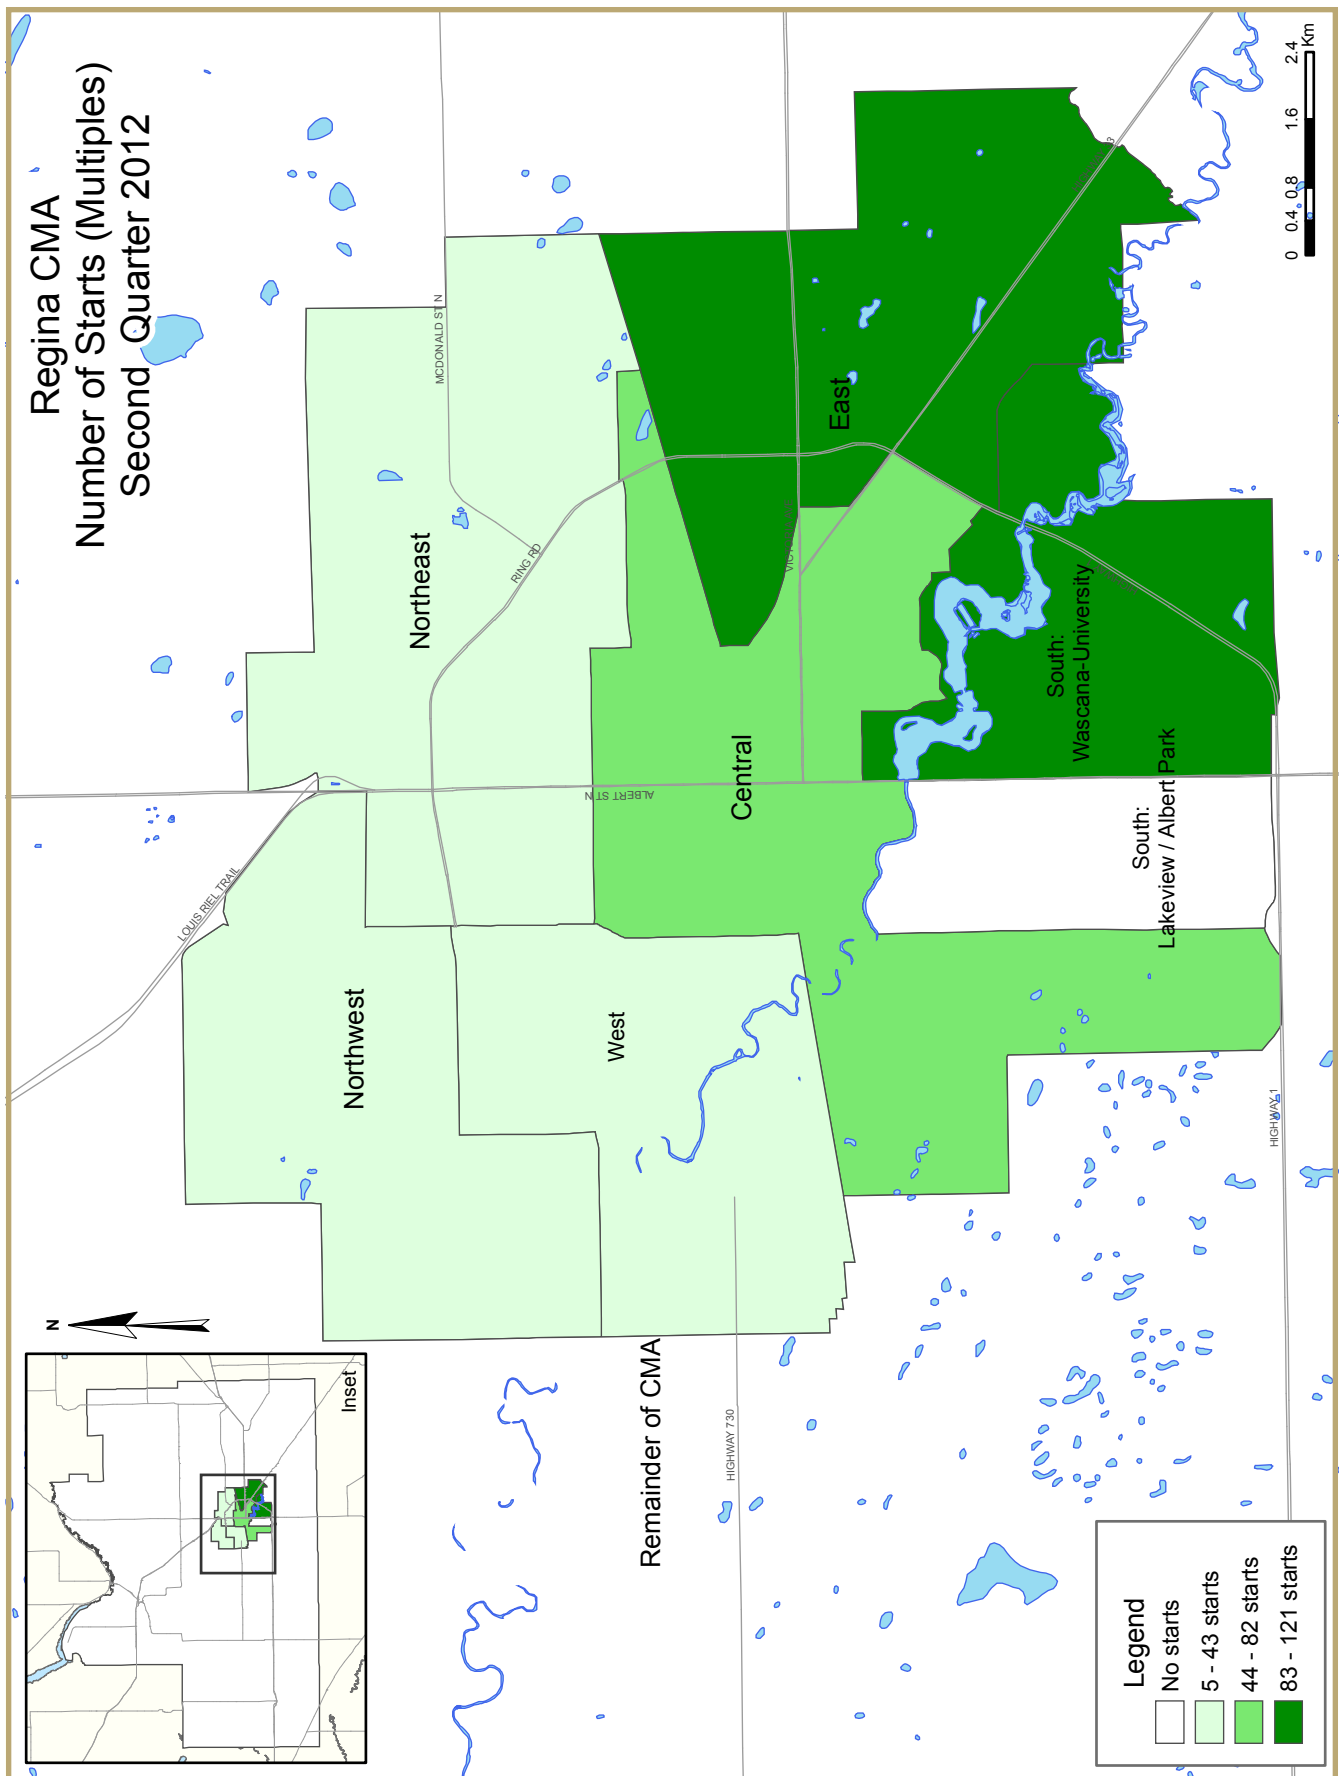 Regina CMA
Number of Starts (Multiples)
Second Quarter 2012
N
Inset
LOUIS RIEL TRAIL
MCDONALD ST N
RING RD
ALBERT ST N
Northwest
Northeast
West
Central
East
South:
Wascana-University
South:
Lakeview / Albert Park
Remainder of CMA
HIGHWAY 730
HIGHWAY 1
Legend
No starts
5 - 43 starts
44 - 82 starts
83 - 121 starts
0 0.4 0.8 1.6 2.4
Km